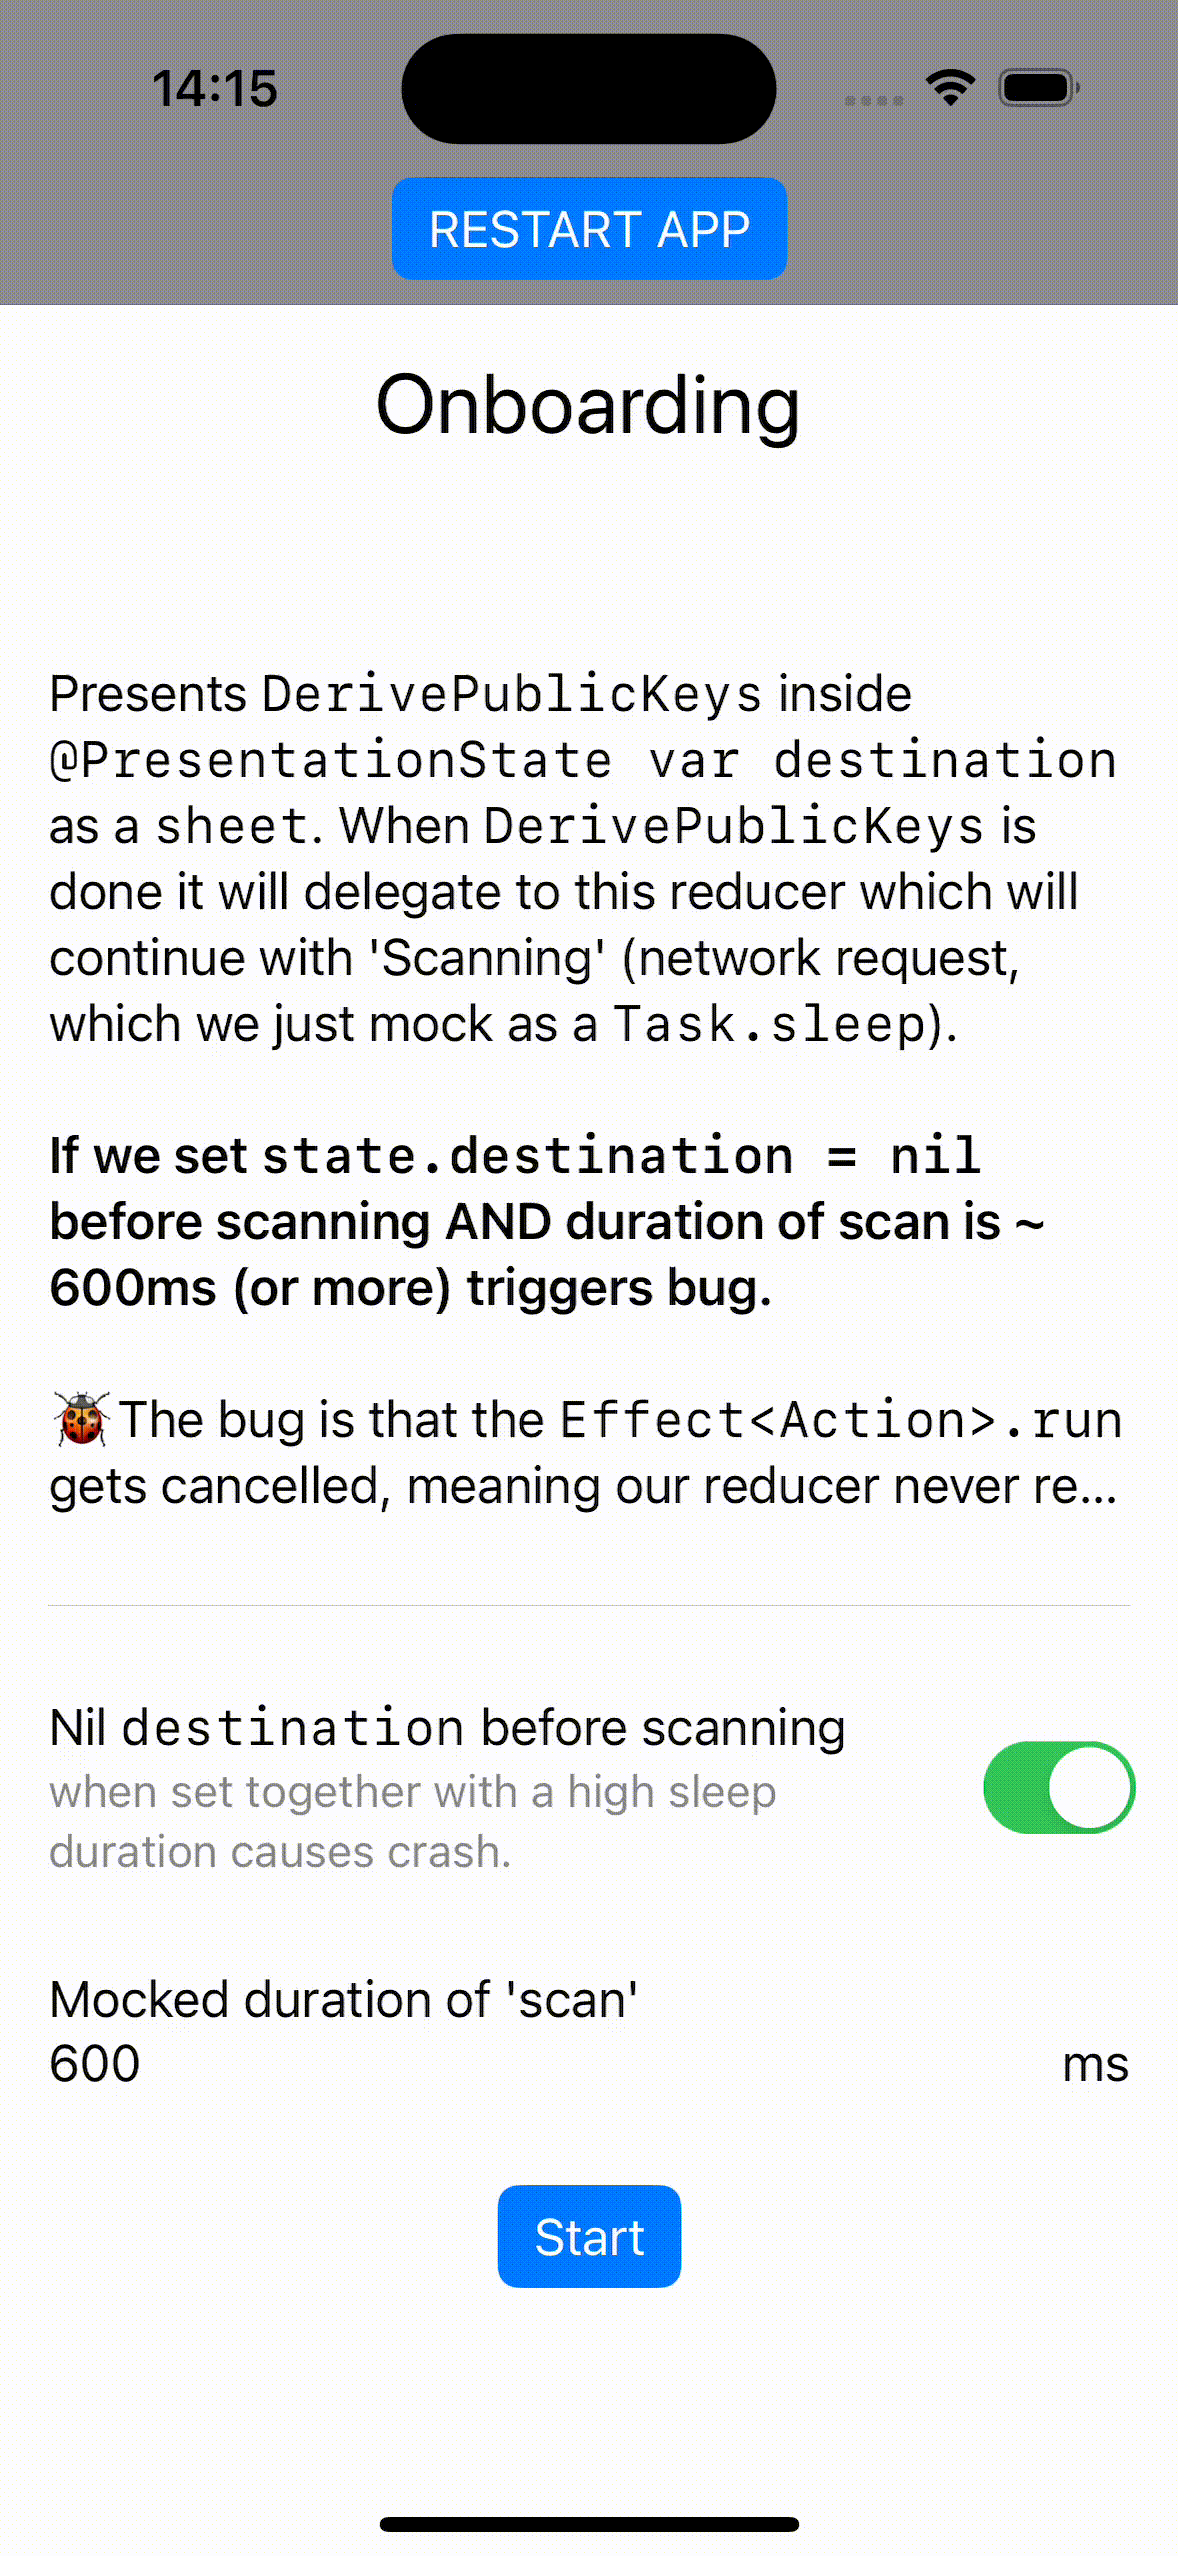 14:15
RESTART APP
Onboarding
Presents DerivePublicKeys inside
@PresentationState var destination
as a sheet. When DerivePublicKeys is
done it will delegate to this reducer which will
continue with 'Scanning' (network request,
which we just mock as a Task.sleep).
If we set state.destination = nil
before scanning AND duration of scan is ~
600ms (or more) triggers bug.
🐞The bug is that the Effect<Action>.run
gets cancelled, meaning our reducer never re...
Nil destination before scanning
when set together with a high sleep
duration causes crash.
Mocked duration of 'scan'
600 ms
Start